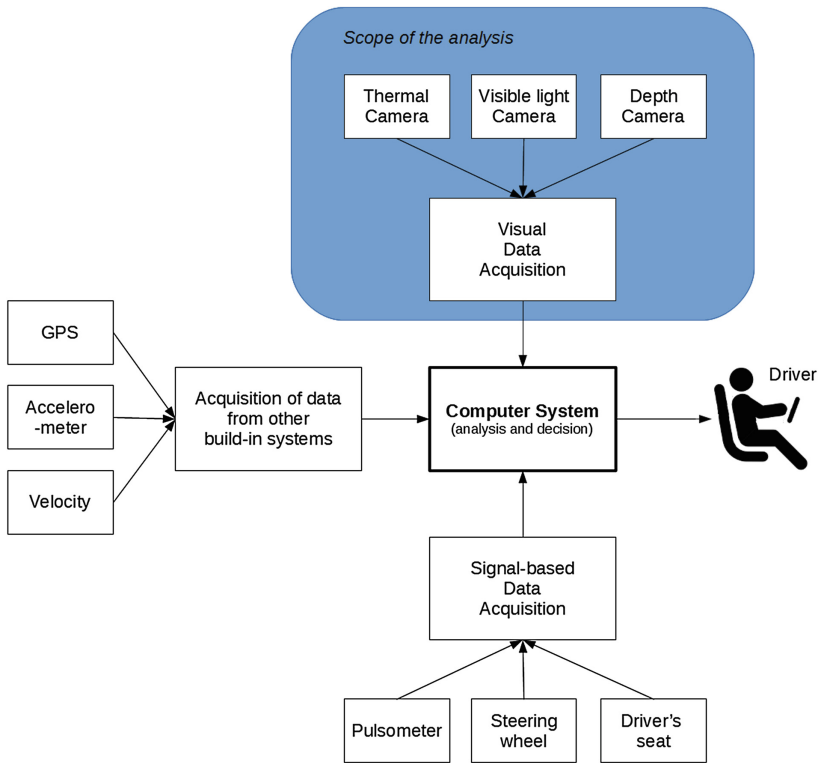 Scope of the analysis
Thermal
Camera
Visible light
Camera
Depth
Camera
Visual
Data
Acquisition
GPS
Accelero
-meter
Velocity
Acquisition of data
from other
build-in systems
Computer System
(analysis and decision)
Driver
Signal-based
Data
Acquisition
Pulsometer
Steering
wheel
Driver's
seat